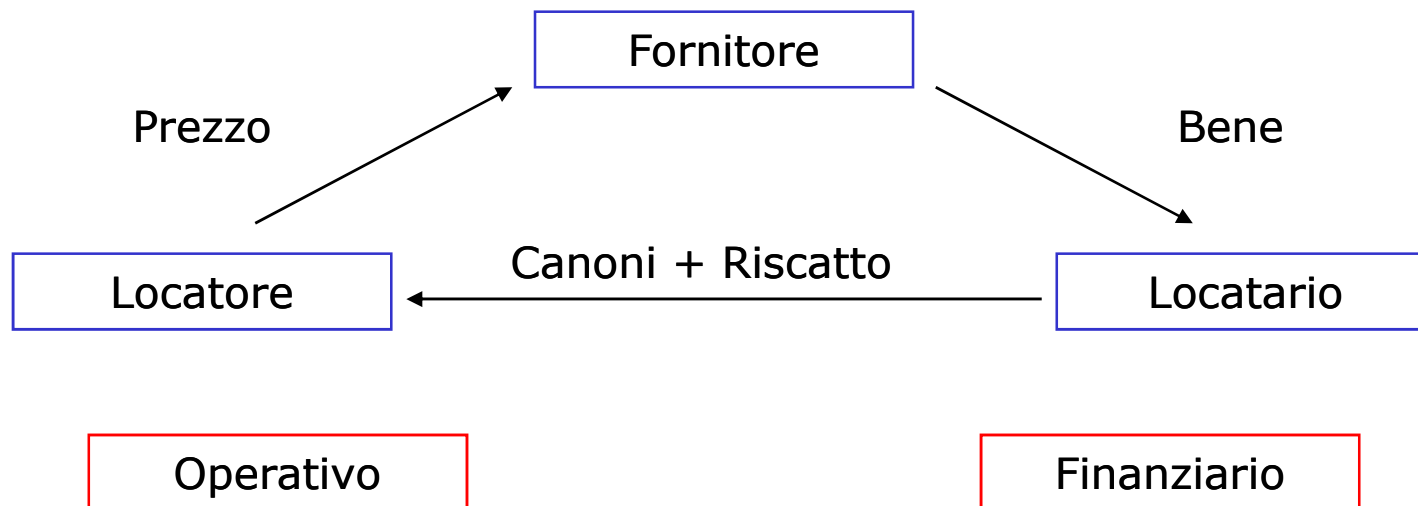 Fornitore
Prezzo
Bene
Canoni + Riscatto
Locatore
Locatario
Operativo
Finanziario